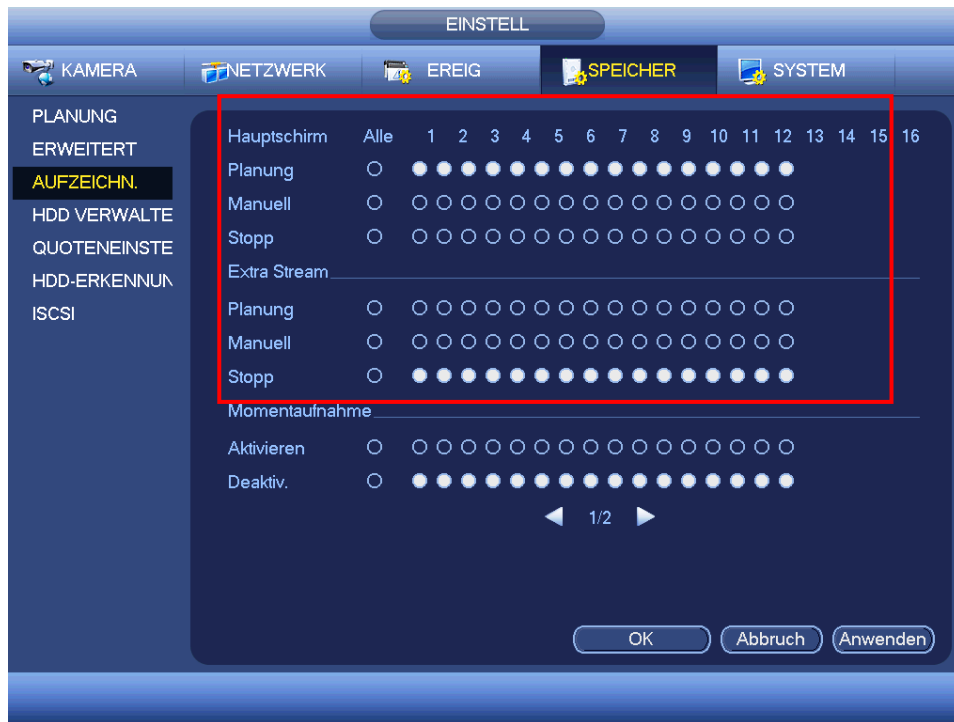 EINSTELL
KAMERA NETZWERK EREIG SPEICHER SYSTEM
PLANUNG
ERWEITERT
AUFZEICHN.
HDD VERWALTE
QUOTENEINSTE
HDD-ERKENNUN
ISCSI
Hauptschirm Alle 1 2 3 4 5 6 7 8 9 10 11 12 13 14 15 16
Planung
Manuell
Stopp
Extra Stream
Planung
Manuell
Stopp
Momentaufnahme
Aktivieren
Deaktiv.
1/2
OK Abbruch Anwenden